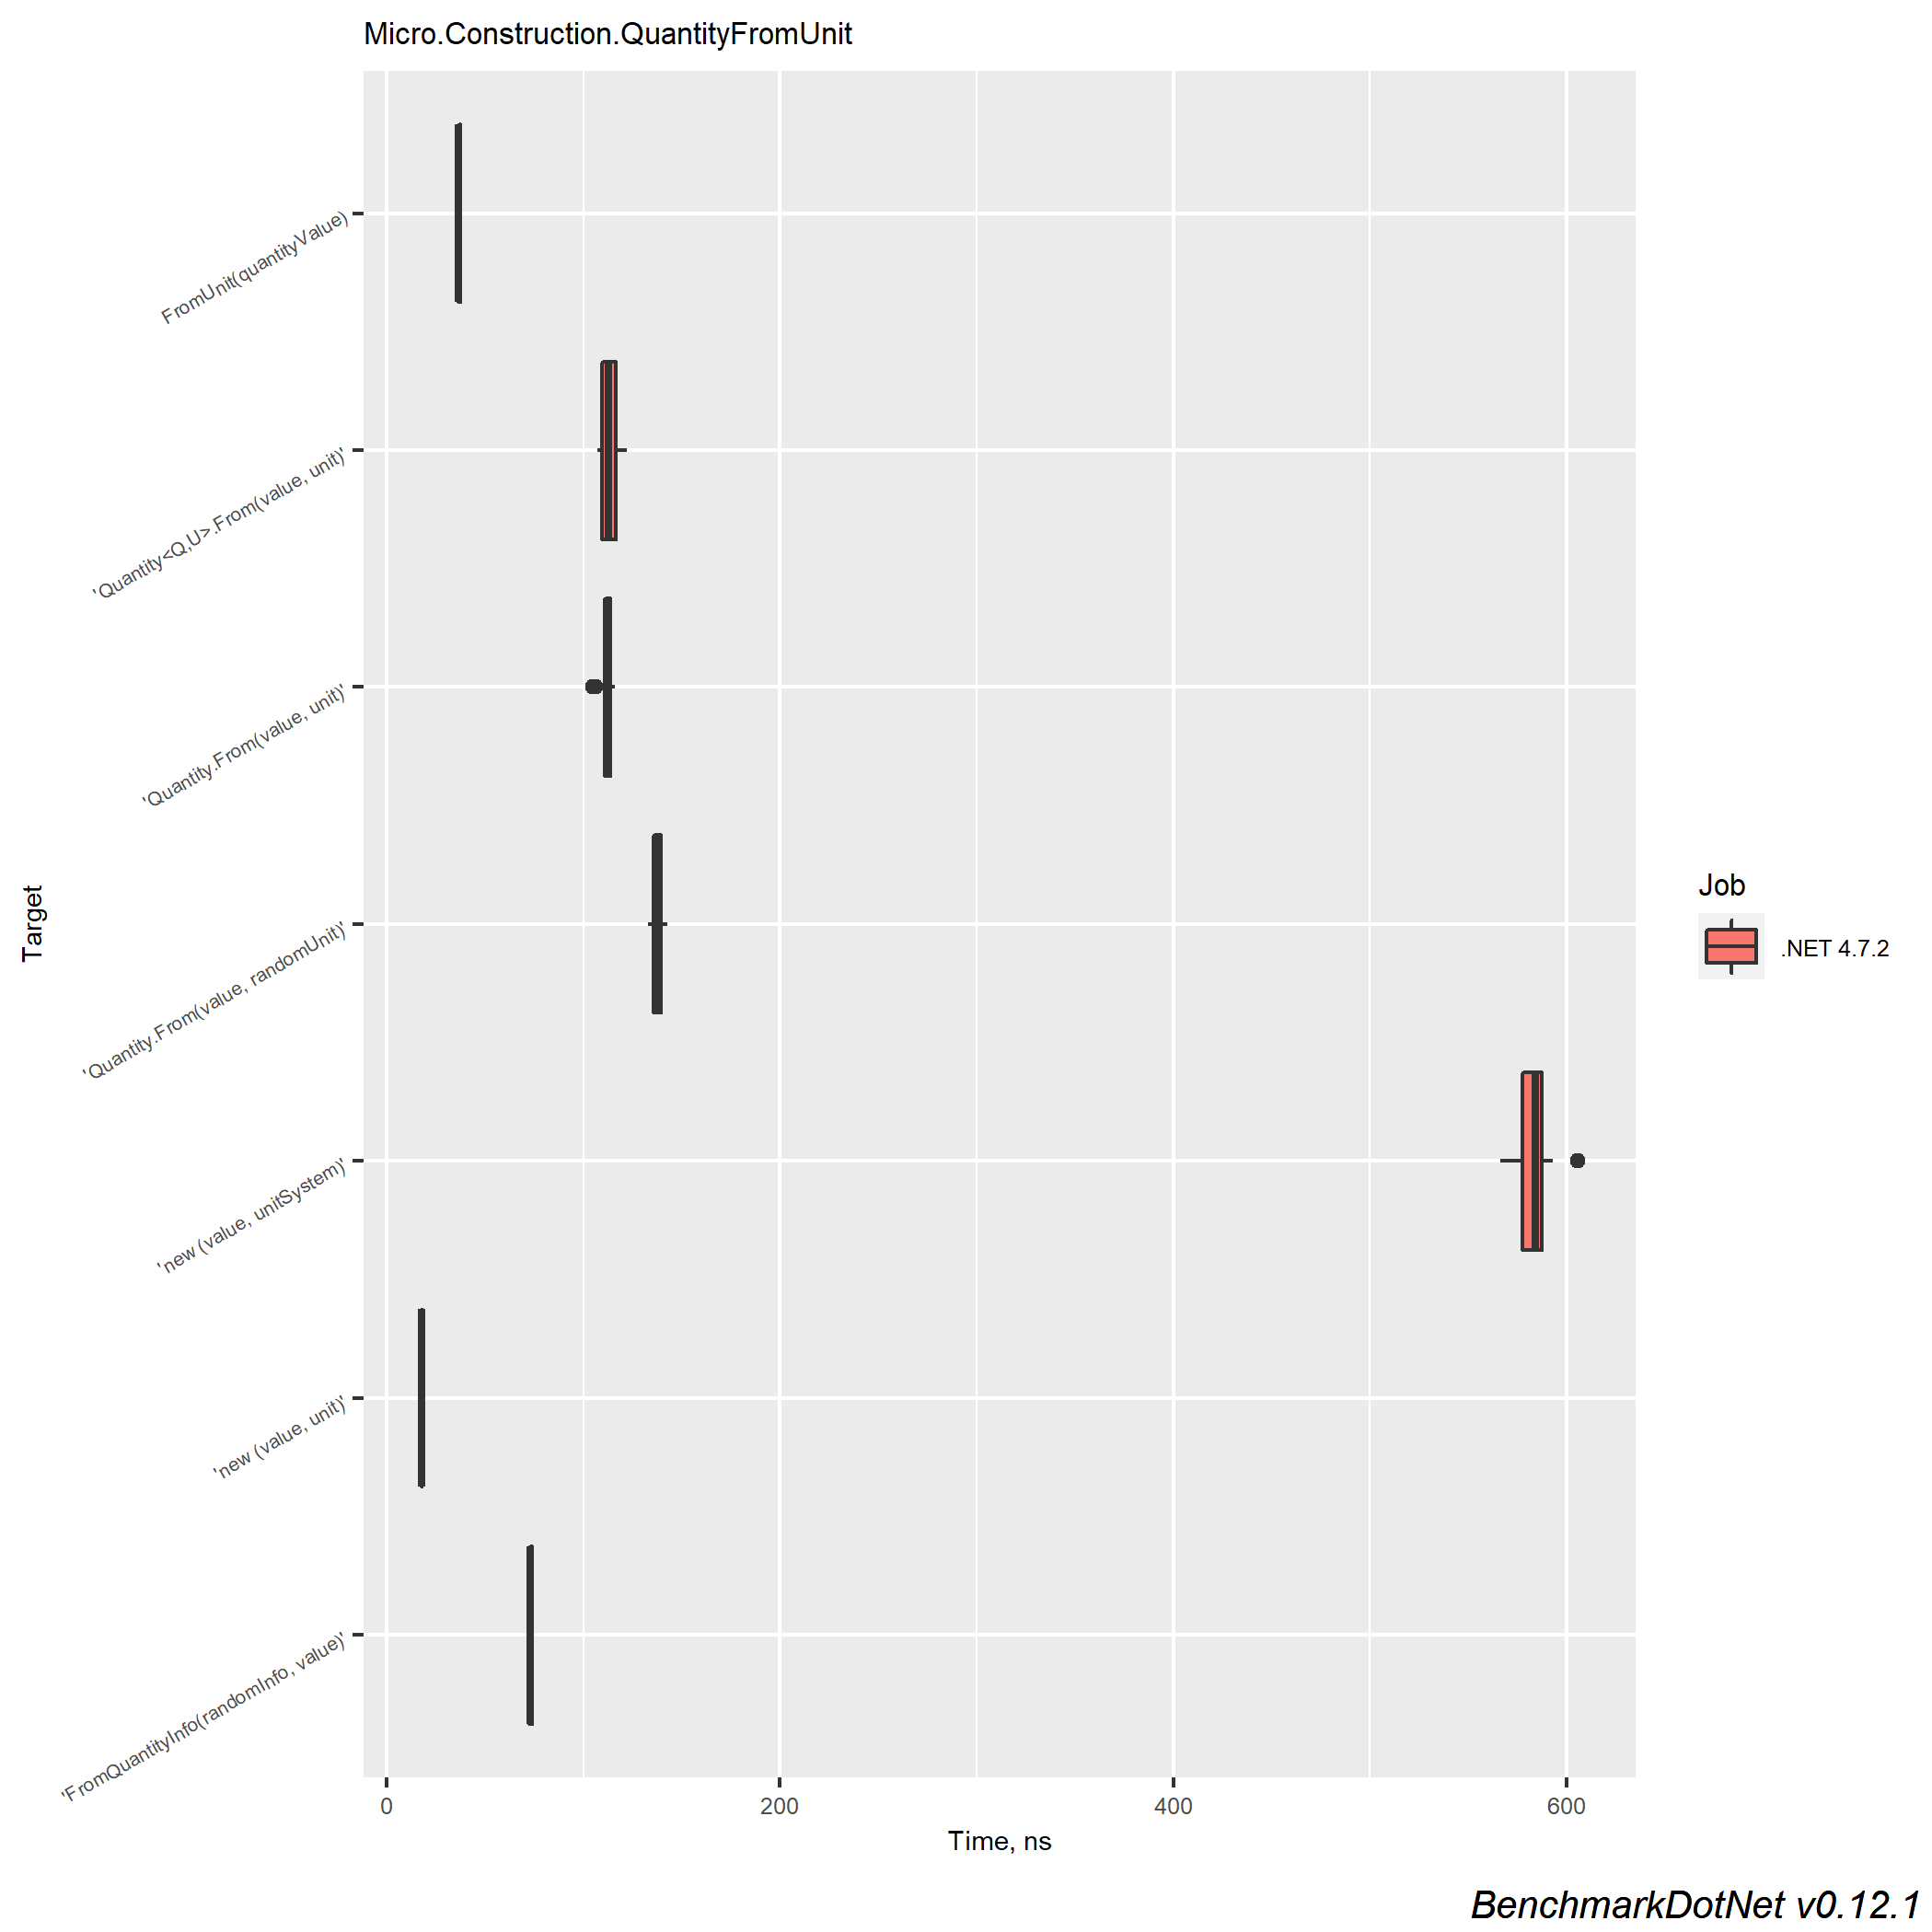 Micro.Construction.QuantityFromUnit
FromUnit(quantityValue)
'Quantity<Q,U>.From(value, unit)'
'Quantity.From(value, unit)'
'Quantity.From(value, randomUnit)'
'new (value, unitSystem)'
'new (value, unit)'
'FromQuantityInfo(randomInfo, value)'
Target
0
200
400
600
Time, ns
Job
.NET 4.7.2
BenchmarkDotNet v0.12.1